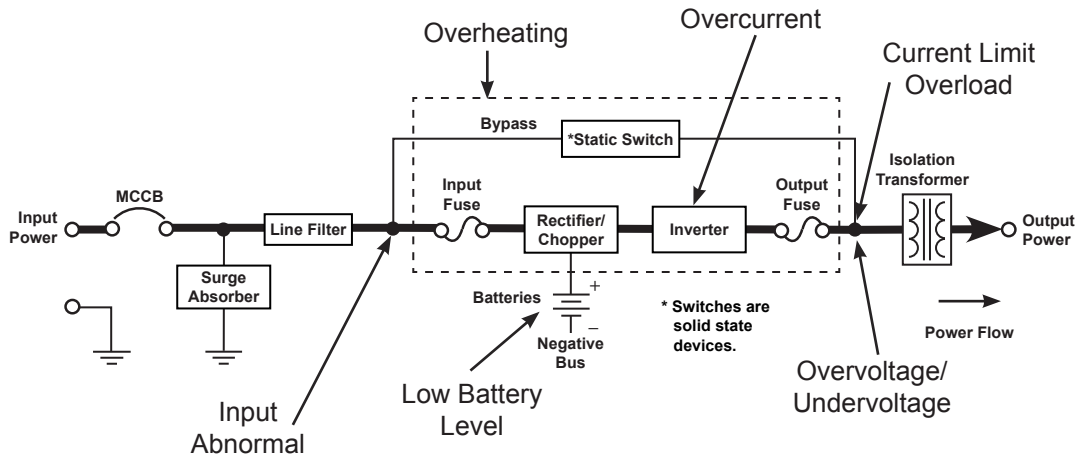 Overheating
Overcurrent
Current Limit
Overload
Bypass
*Static Switch
Isolation
Transformer
MCCB
Input
Fuse
Output
Fuse
Input
Power
Line Filter
Rectifier/
Chopper
Inverter
Output
Power
Surge
Absorber
Batteries
+
–
Negative
Bus
* Switches are
solid state
devices.
Power Flow
Low Battery
Level
Overvoltage/
Undervoltage
Input
Abnormal